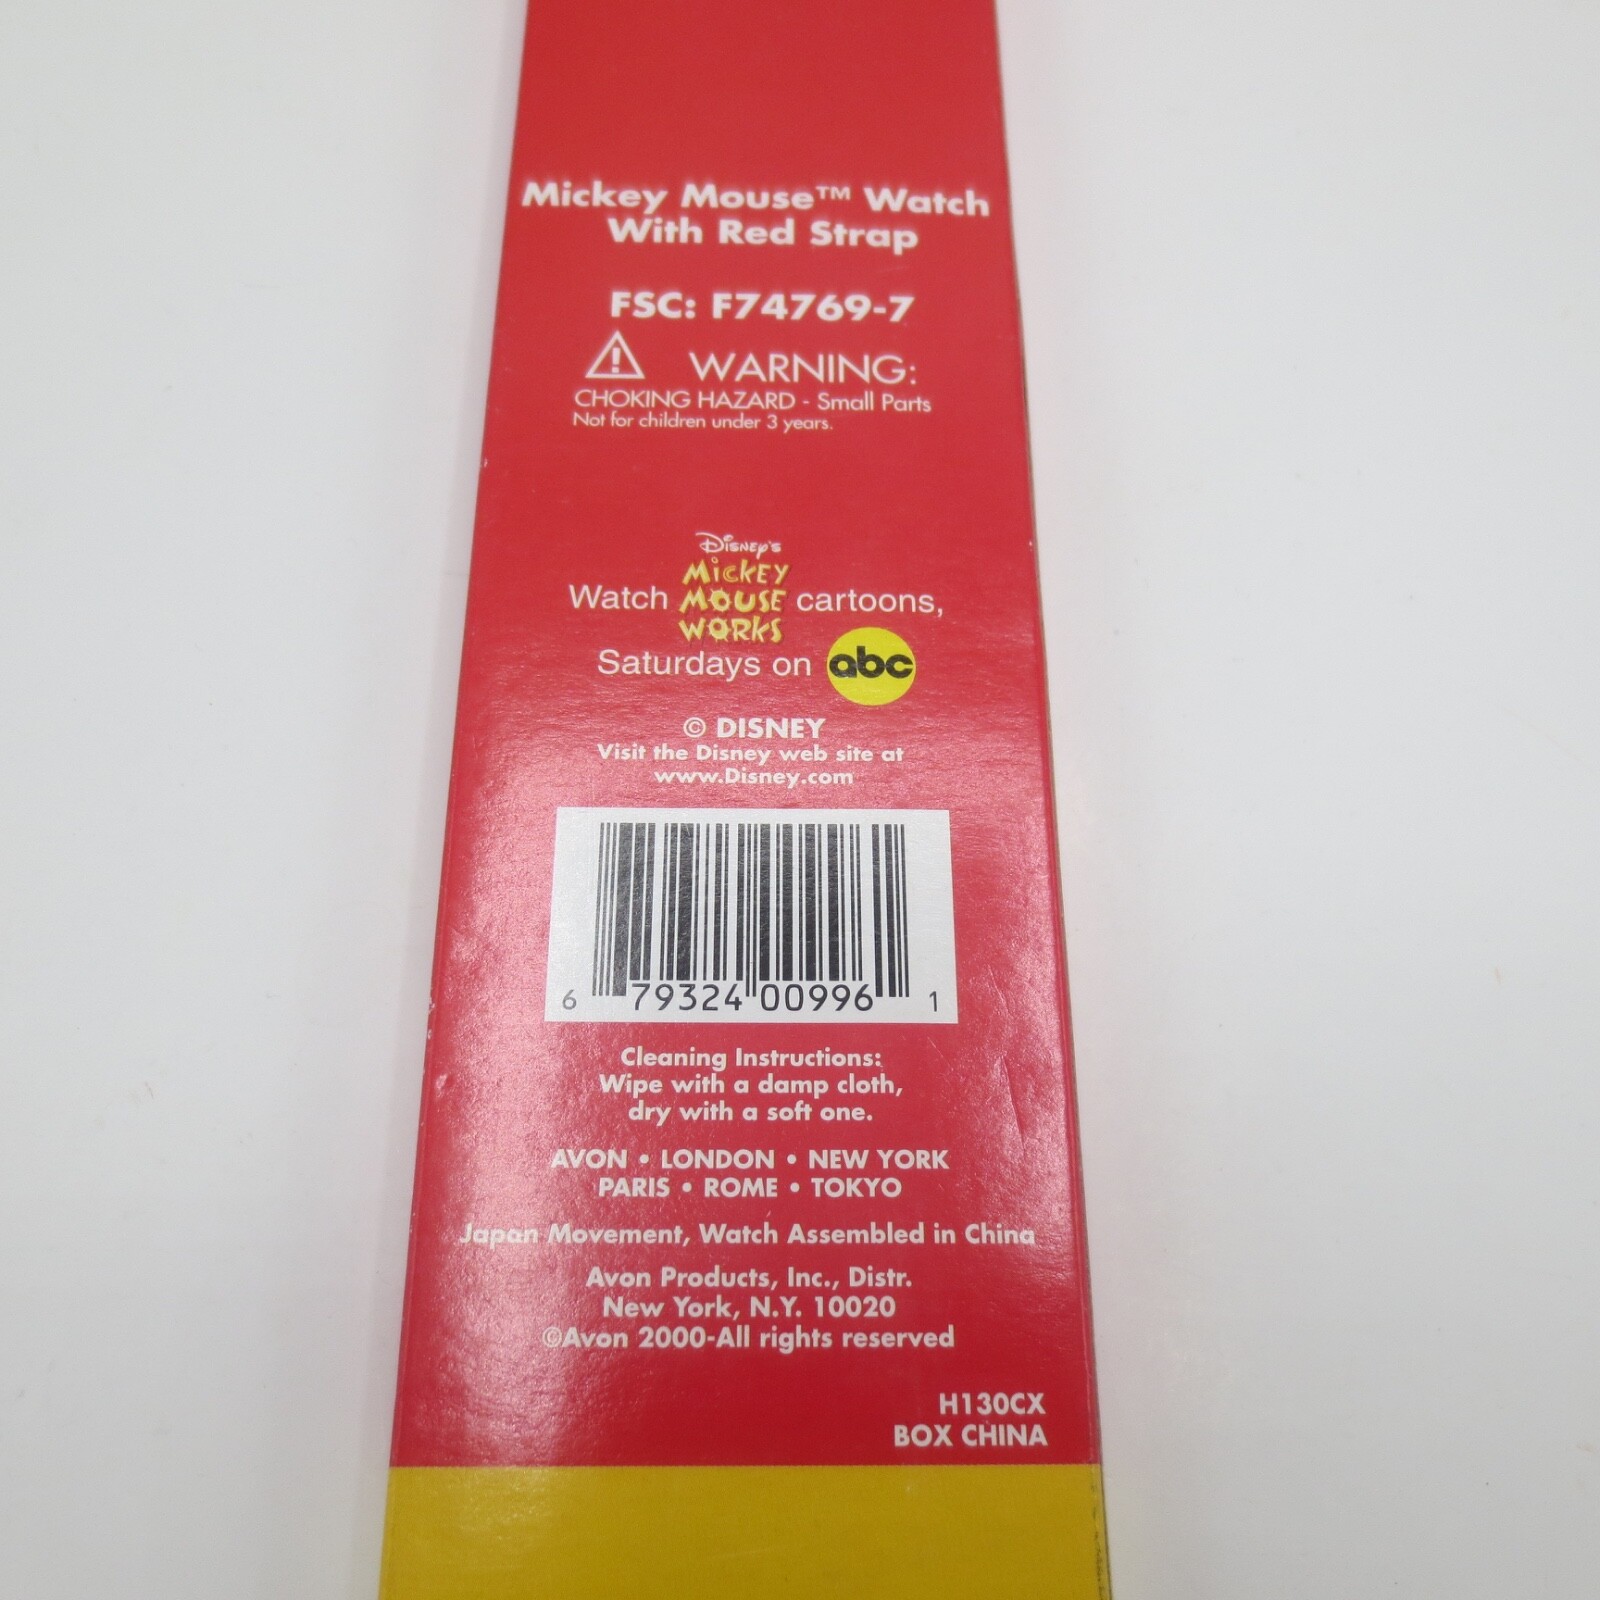 Mickey Mouse™ Watch
With Red Strap
FSC: F74769-7
WARNING:
CHOKING HAZARD - Small Parts
Not for children under 3 years.
Disney's
Watch MICKEY MOUSE WORKS cartoons,
Saturdays on abc
© DISNEY
Visit the Disney web site at
www.Disney.com
6 79324 00996 1
Cleaning Instructions:
Wipe with a damp cloth,
dry with a soft one.
AVON • LONDON • NEW YORK
PARIS • ROME • TOKYO
Japan Movement, Watch Assembled in China
Avon Products, Inc., Distr.
New York, N.Y. 10020
©Avon 2000-All rights reserved
H130CX
BOX CHINA